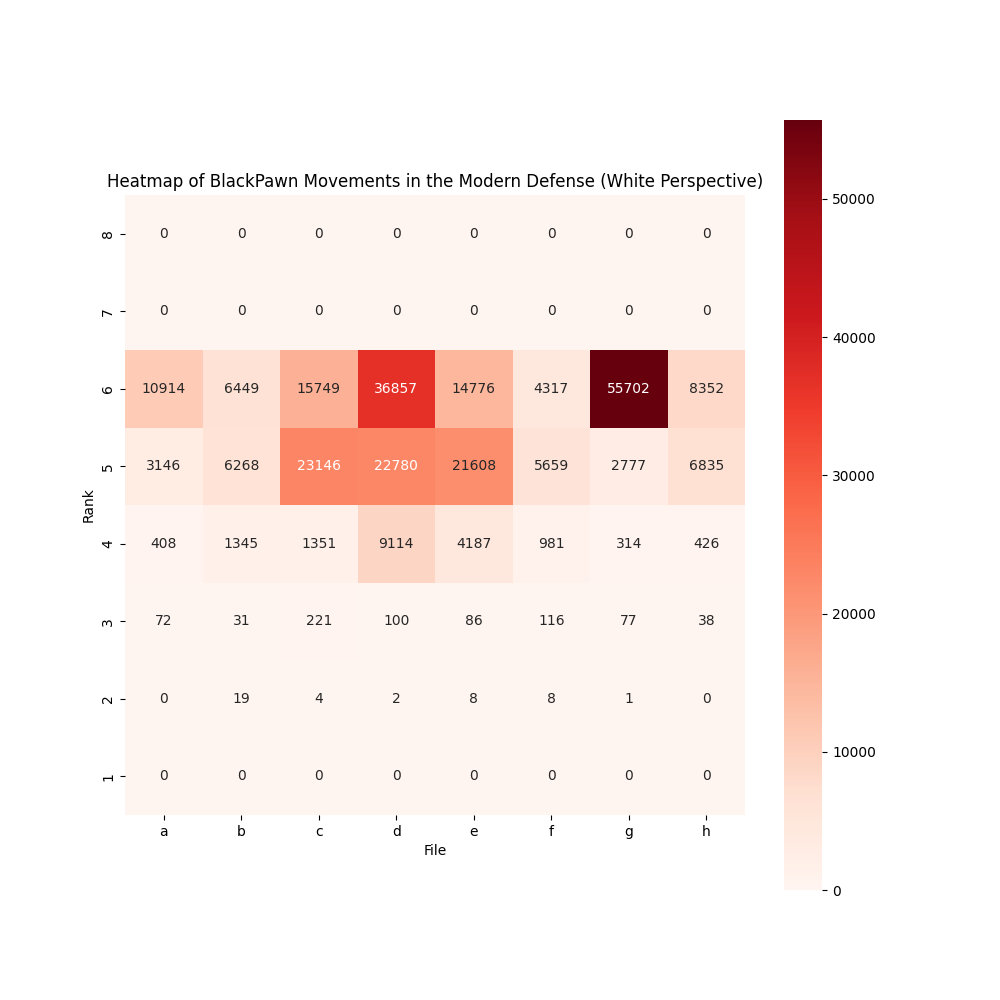 Heatmap of BlackPawn Movements in the Modern Defense (White Perspective)
8 0 0 0 0 0 0 0 0
7 0 0 0 0 0 0 0 0
6 10914 6449 15749 36857 14776 4317 55702 8352
5 3146 6268 23146 22780 21608 5659 2777 6835
Rank
4 408 1345 1351 9114 4187 981 314 426
3 72 31 221 100 86 116 77 38
2 0 19 4 2 8 8 1 0
1 0 0 0 0 0 0 0 0
a b c d e f g h
File
50000
40000
30000
20000
10000
0